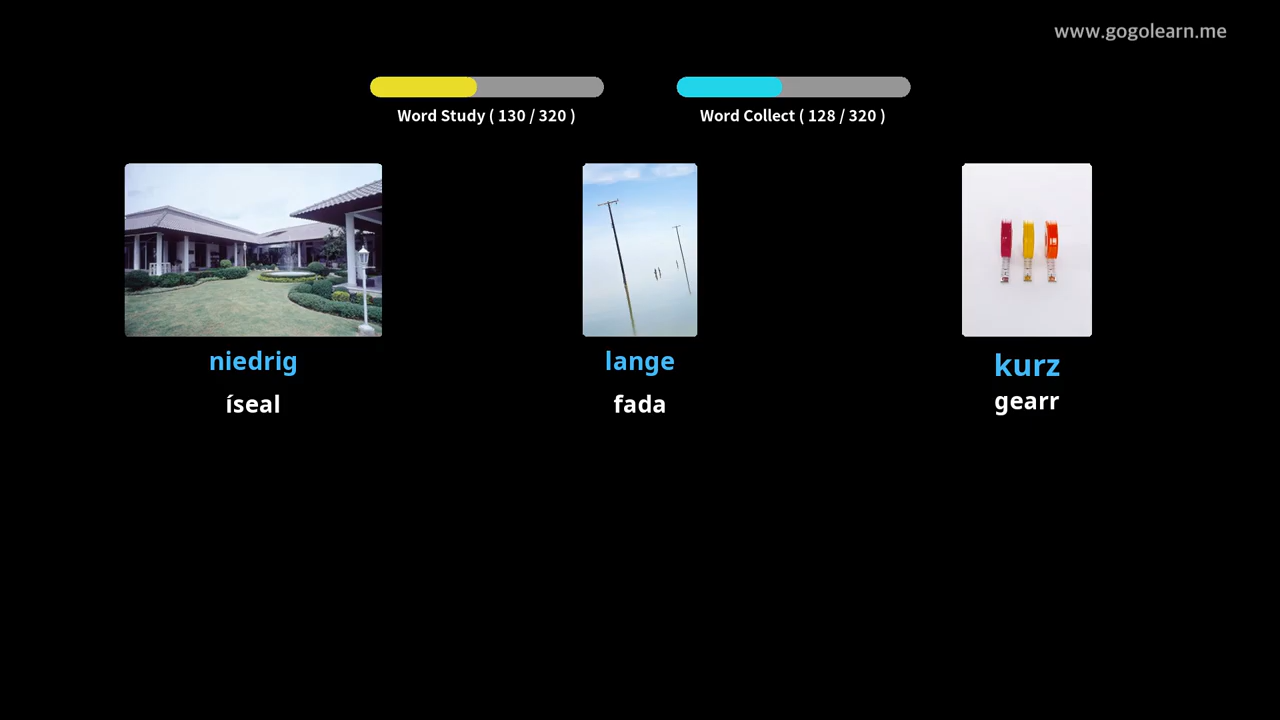 www.gogolearn.me
Word Study ( 130 / 320 )
Word Collect ( 128 / 320 )
niedrig
lange
kurz
íseal
fada
gearr